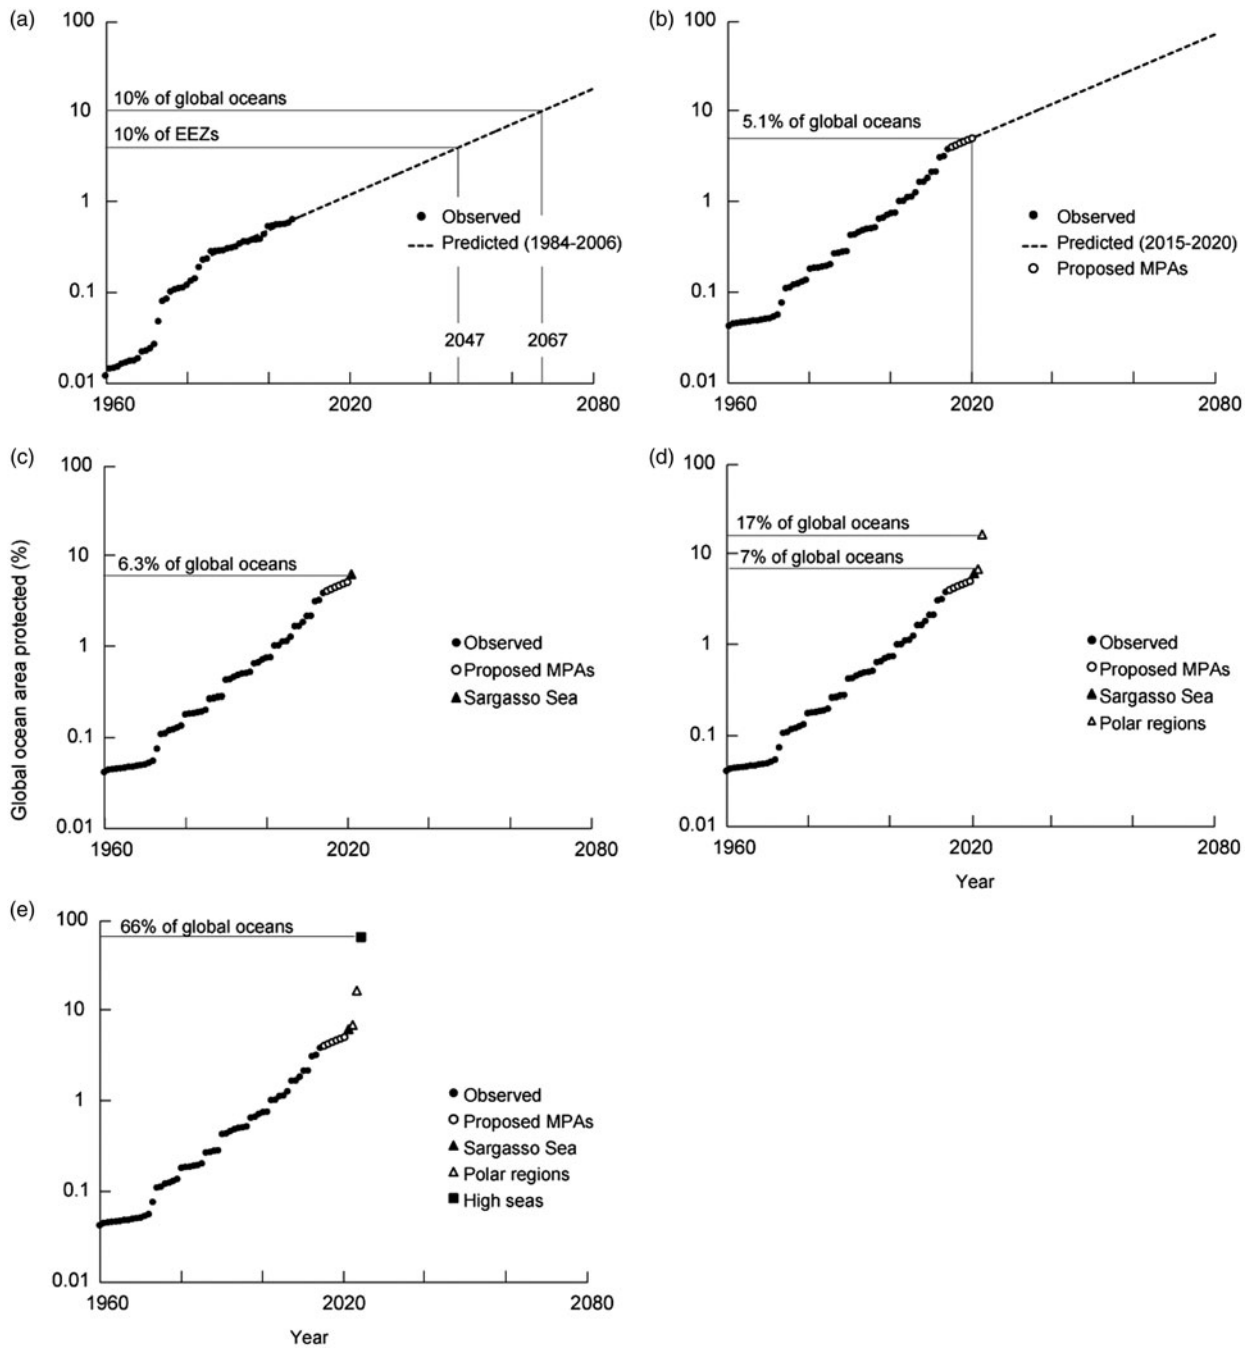 (a)
100
10
1
0.1
0.01
10% of global oceans
10% of EEZs
Observed
Predicted (1984-2006)
2047
2067
1960
2020
2080
(b)
100
10
1
0.1
0.01
5.1% of global oceans
Observed
Predicted (2015-2020)
Proposed MPAs
1960
2020
2080
Global ocean area protected (%)
(c)
100
10
1
0.1
0.01
6.3% of global oceans
Observed
Proposed MPAs
Sargasso Sea
1960
2020
2080
(d)
100
10
1
0.1
0.01
17% of global oceans
7% of global oceans
Observed
Proposed MPAs
Sargasso Sea
Polar regions
1960
2020
2080
Year
(e)
100
10
1
0.1
0.01
66% of global oceans
Observed
Proposed MPAs
Sargasso Sea
Polar regions
High seas
1960
2020
2080
Year